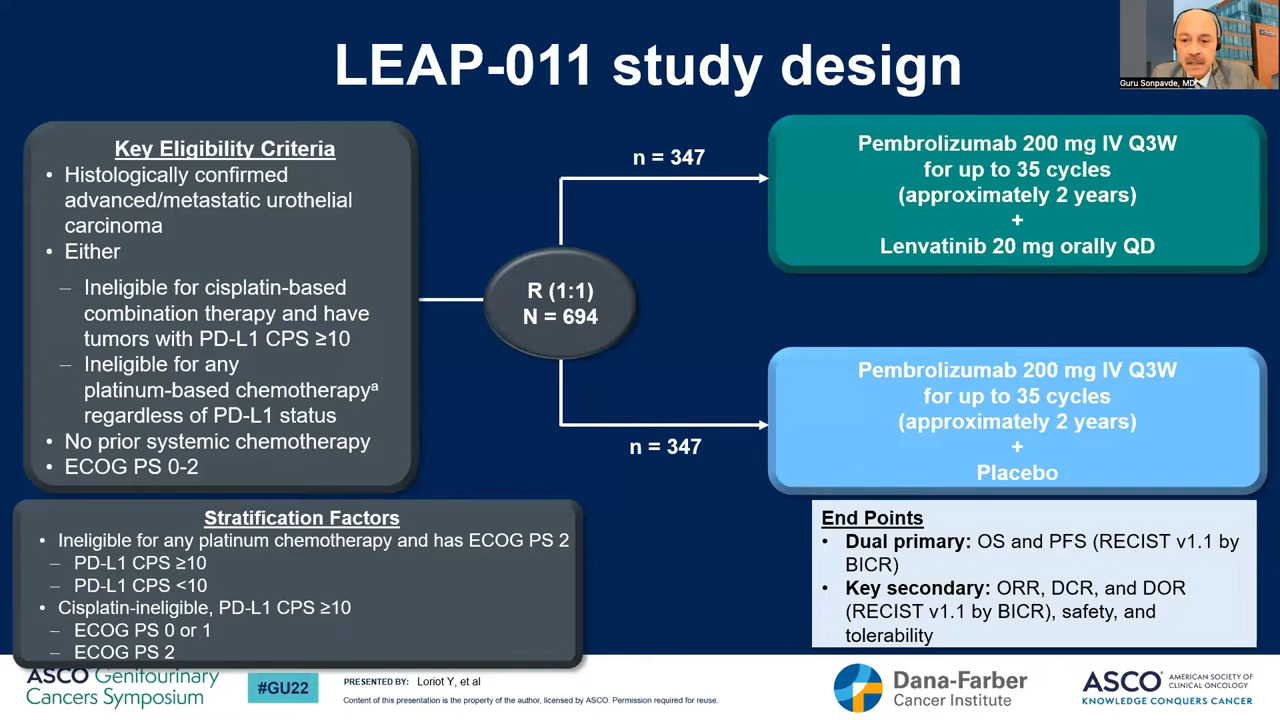 LEAP-011 study design
Guru Sonpavde, MD
Key Eligibility Criteria
• Histologically confirmed
advanced/metastatic urothelial
carcinoma
• Either
– Ineligible for cisplatin-based
combination therapy and have
tumors with PD-L1 CPS ≥10
– Ineligible for any
platinum-based chemotherapyᵃ
regardless of PD-L1 status
• No prior systemic chemotherapy
• ECOG PS 0-2
R (1:1)
N = 694
n = 347
Pembrolizumab 200 mg IV Q3W
for up to 35 cycles
(approximately 2 years)
+
Lenvatinib 20 mg orally QD
n = 347
Pembrolizumab 200 mg IV Q3W
for up to 35 cycles
(approximately 2 years)
+
Placebo
Stratification Factors
• Ineligible for any platinum chemotherapy and has ECOG PS 2
– PD-L1 CPS ≥10
– PD-L1 CPS <10
• Cisplatin-ineligible, PD-L1 CPS ≥10
– ECOG PS 0 or 1
– ECOG PS 2
End Points
• Dual primary: OS and PFS (RECIST v1.1 by
BICR)
• Key secondary: ORR, DCR, and DOR
(RECIST v1.1 by BICR), safety, and
tolerability
ASCO Genitourinary
Cancers Symposium
#GU22
PRESENTED BY: Loriot Y, et al
Content of this presentation is the property of the author, licensed by ASCO. Permission required for reuse.
Dana-Farber
Cancer Institute
ASCO AMERICAN SOCIETY OF
CLINICAL ONCOLOGY
KNOWLEDGE CONQUERS CANCER